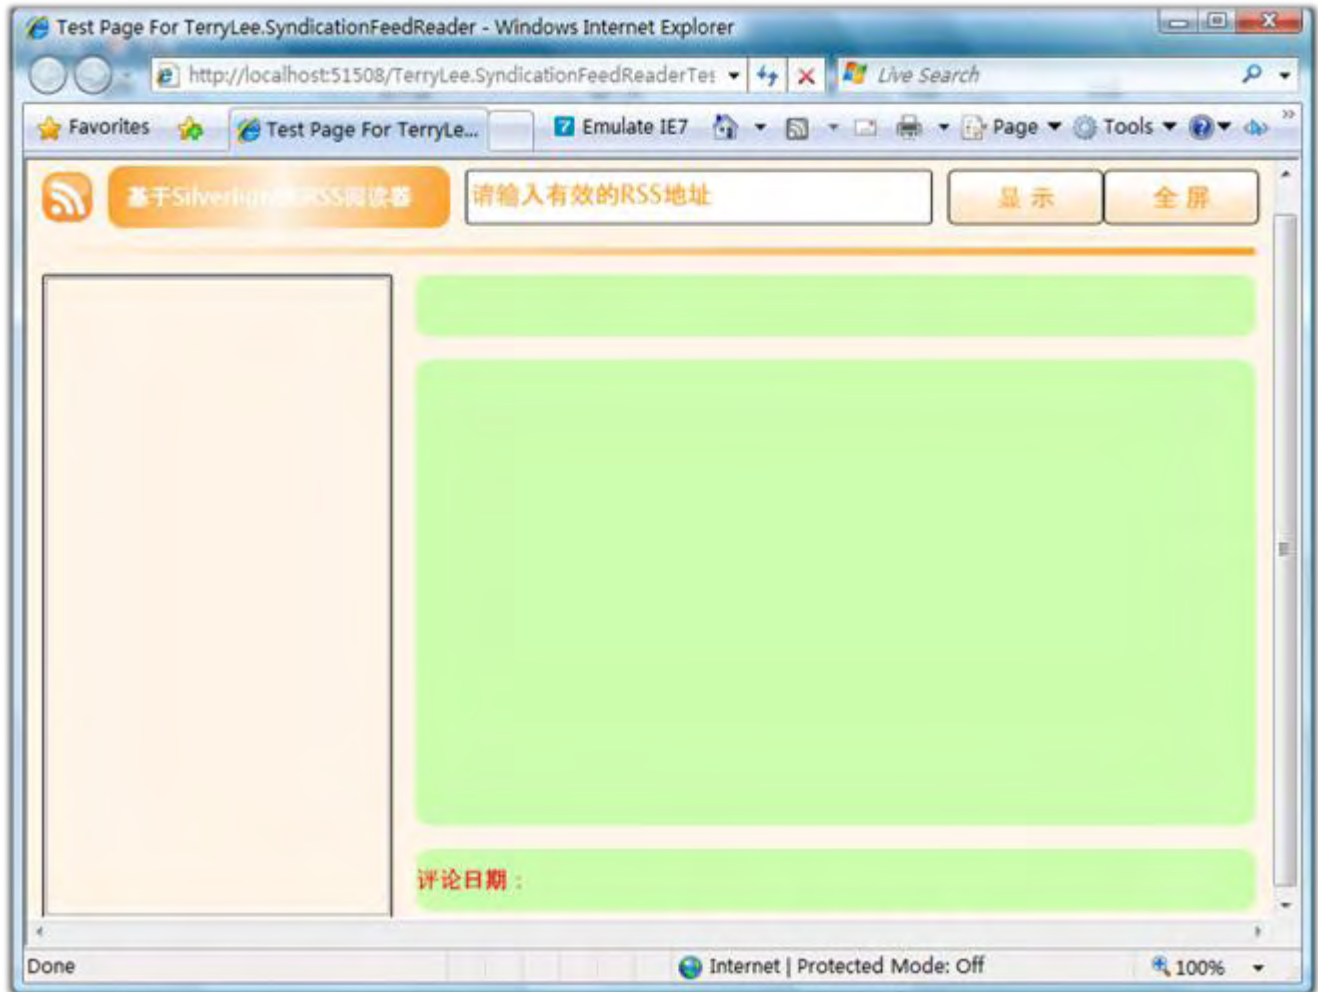 Test Page For TerryLee.SyndicationFeedReader - Windows Internet Explorer
http://localhost:51508/TerryLee.SyndicationFeedReaderTes
Live Search
Favorites
Test Page For TerryLe...
Emulate IE7
Page
Tools
基于Silverlight的RSS阅读器
请输入有效的RSS地址
显 示
全 屏
评论日期：
Done
Internet | Protected Mode: Off
100%